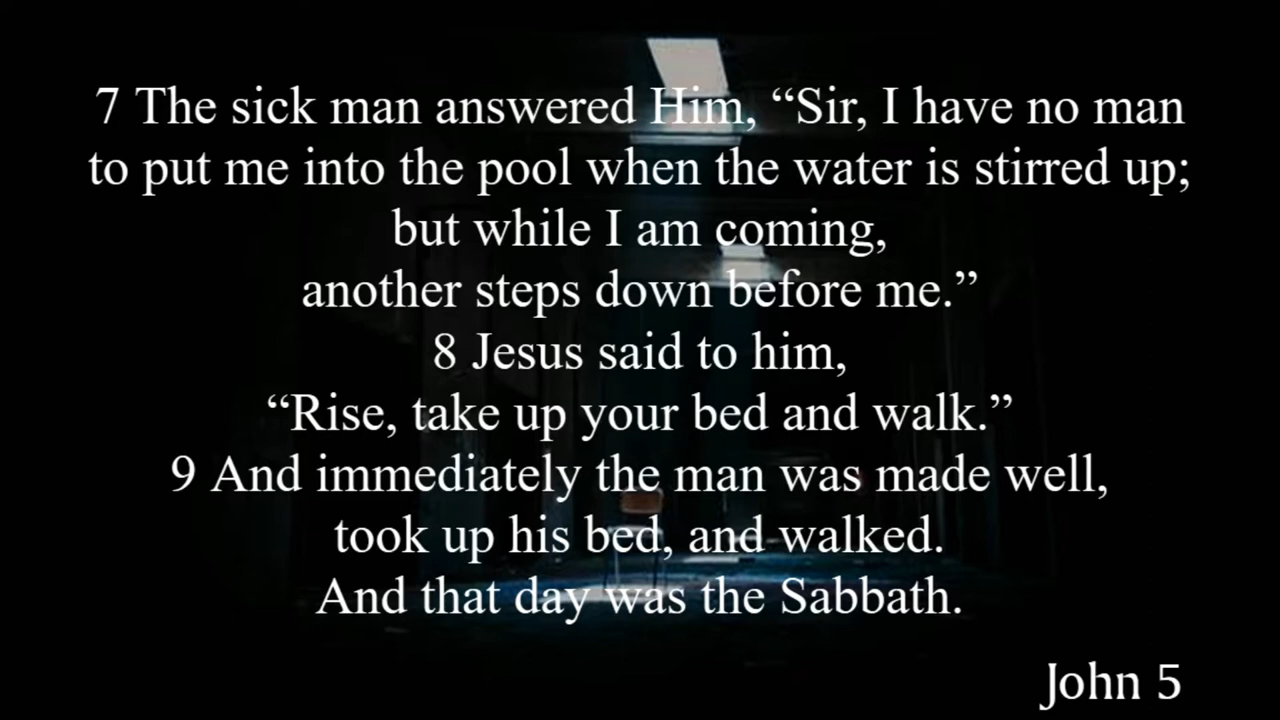 7 The sick man answered Him, “Sir, I have no man
to put me into the pool when the water is stirred up;
but while I am coming,
another steps down before me.”
8 Jesus said to him,
“Rise, take up your bed and walk.”
9 And immediately the man was made well,
took up his bed, and walked.
And that day was the Sabbath.
John 5